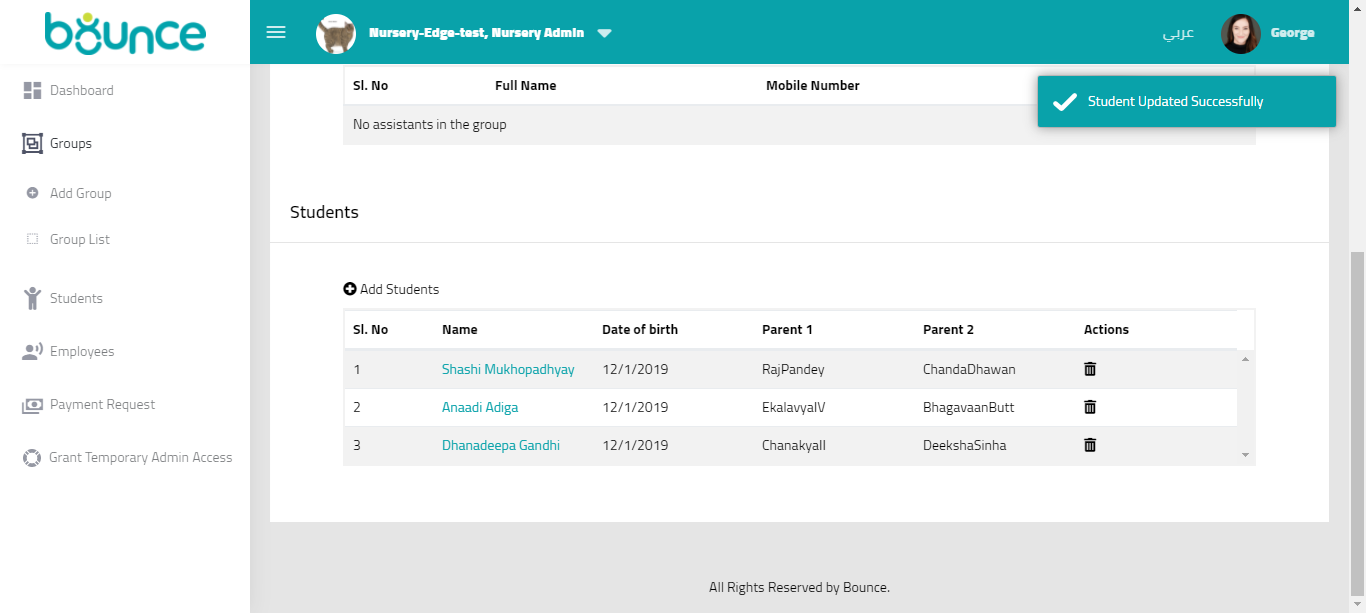 bounce
Nursery-Edge-test, Nursery Admin
عربي
George
Dashboard
Groups
Add Group
Group List
Students
Employees
Payment Request
Grant Temporary Admin Access
Sl. No Full Name Mobile Number
No assistants in the group
Student Updated Successfully
Students
Add Students
Sl. No Name Date of birth Parent 1 Parent 2 Actions
1 Shashi Mukhopadhyay 12/1/2019 RajPandey ChandaDhawan
2 Anaadi Adiga 12/1/2019 EkalavyaIV BhagavaanButt
3 Dhanadeepa Gandhi 12/1/2019 ChanakyaII DeekshaSinha
All Rights Reserved by Bounce.